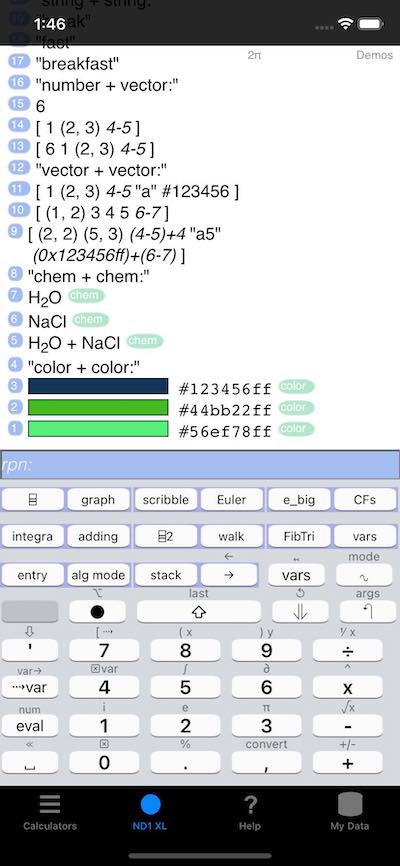 "string + string:"
1:46
"break"
"fast"
2π Demos
17 "breakfast"
16 "number + vector:"
15 6
14 [ 1 (2, 3) 4-5 ]
13 [ 6 1 (2, 3) 4-5 ]
12 "vector + vector:"
11 [ 1 (2, 3) 4-5 "a" #123456 ]
10 [ (1, 2) 3 4 5 6-7 ]
9 [ (2, 2) (5, 3) (4-5)+4 "a5"
(0x123456ff)+(6-7) ]
8 "chem + chem:"
7 H₂O chem
6 NaCl chem
5 H₂O + NaCl chem
4 "color + color:"
3 #123456ff color
2 #44bb22ff color
1 #56ef78ff color
rpn:
graph scribble Euler e_big CFs
integra adding 2 walk FibTri vars
← mode
entry alg mode stack → vars
⌥ last ↺ args
⇩ [ ⇢ ( x ) y ⅟ x
' 7 8 9 ÷
var→ ⌧var ∫ ∂ ^
⇢var 4 5 6 x
num i e π √x
eval 1 2 3 -
« ⌧ % convert +/-
⎵ 0 . , +
Calculators ND1 XL ? Help My Data